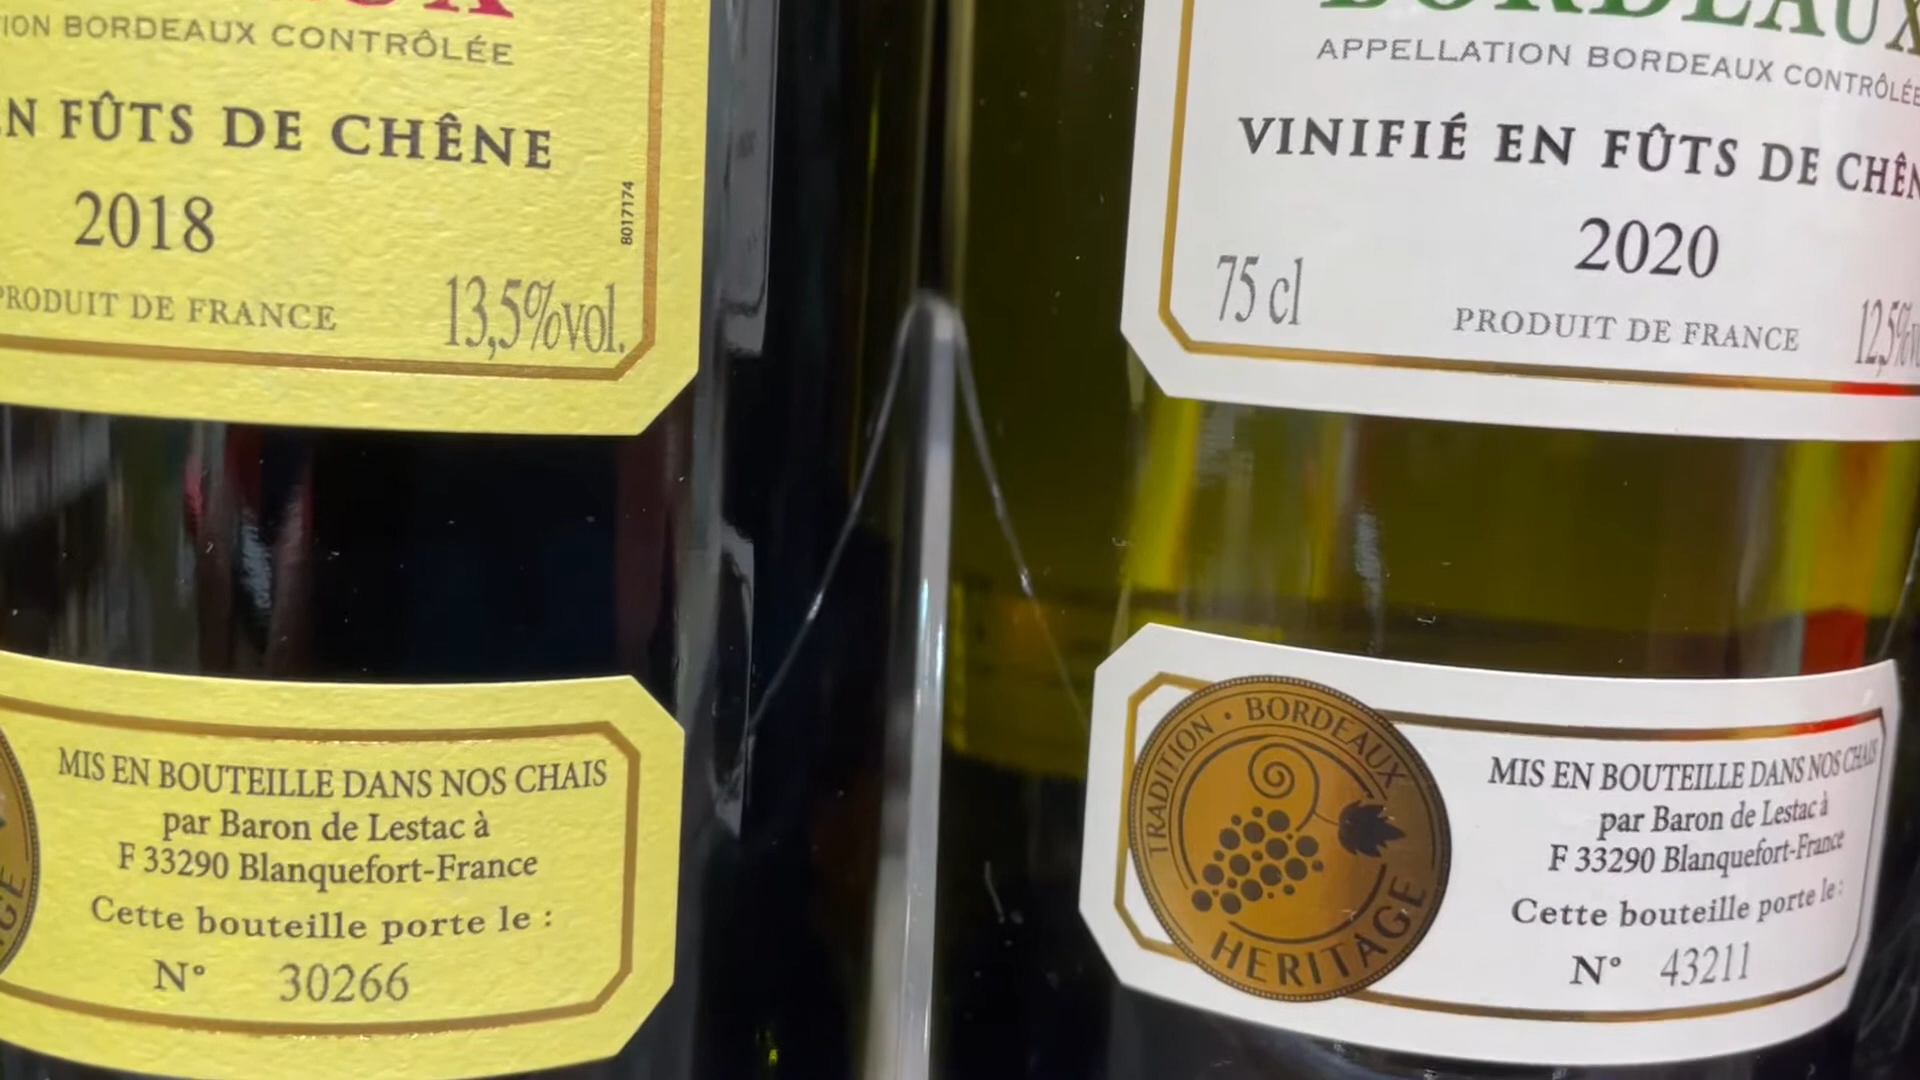 ION BORDEAUX CONTRÔLÉE
EN FÛTS DE CHÊNE
2018
8017174
PRODUIT DE FRANCE
13,5%vol.
MIS EN BOUTEILLE DANS NOS CHAIS
par Baron de Lestac à
F 33290 Blanquefort-France
Cette bouteille porte le :
N° 30266
BORDEAUX
APPELLATION BORDEAUX CONTRÔLÉE
VINIFIÉ EN FÛTS DE CHÊN
2020
75 cl
PRODUIT DE FRANCE
12,5%v
TRADITION · BORDEAUX
HERITAGE
MIS EN BOUTEILLE DANS NOS CHAIS
par Baron de Lestac à
F 33290 Blanquefort-France
Cette bouteille porte le :
N° 43211